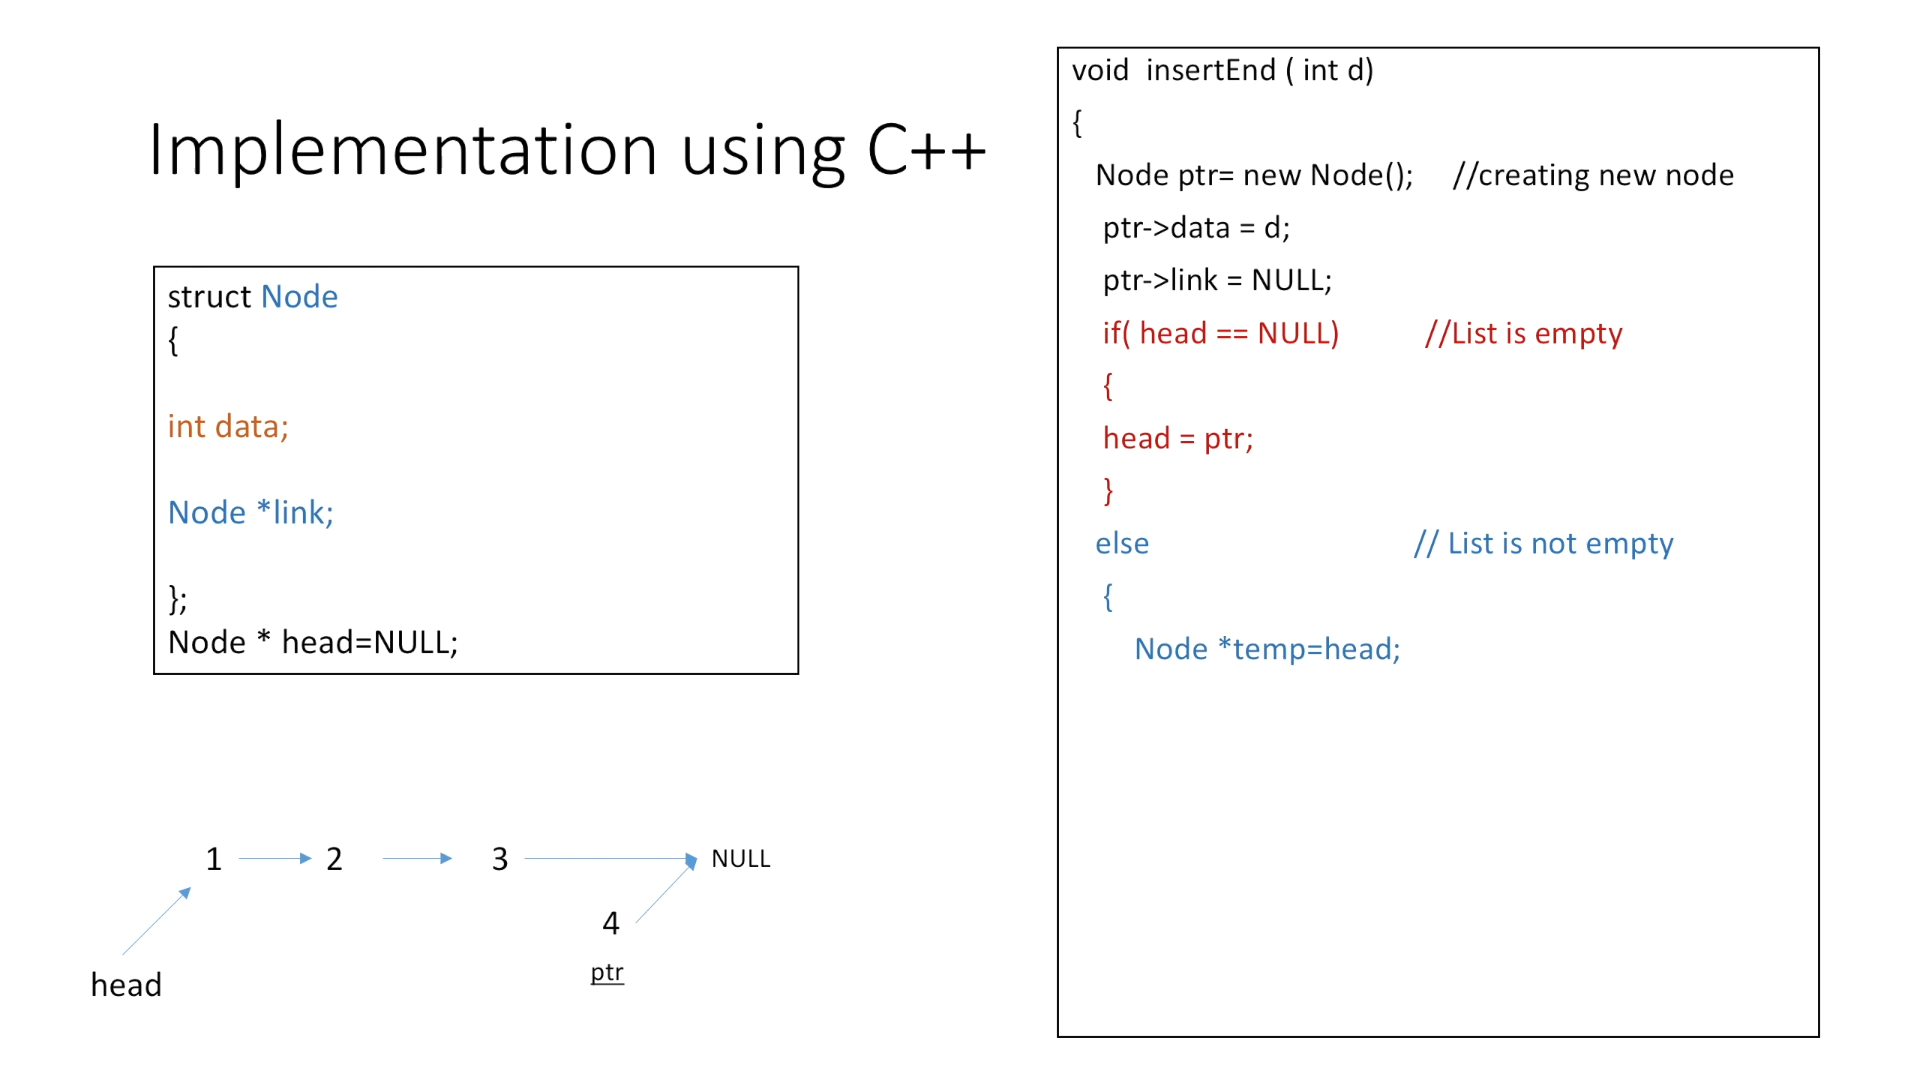 Implementation using C++
struct Node
{
int data;
Node *link;
};
Node * head=NULL;
1 2 3 NULL
4
ptr
head
void  insertEnd ( int d)
{
Node ptr= new Node(); //creating new node
ptr->data = d;
ptr->link = NULL;
if( head == NULL) //List is empty
{
head = ptr;
}
else // List is not empty
{
Node *temp=head;